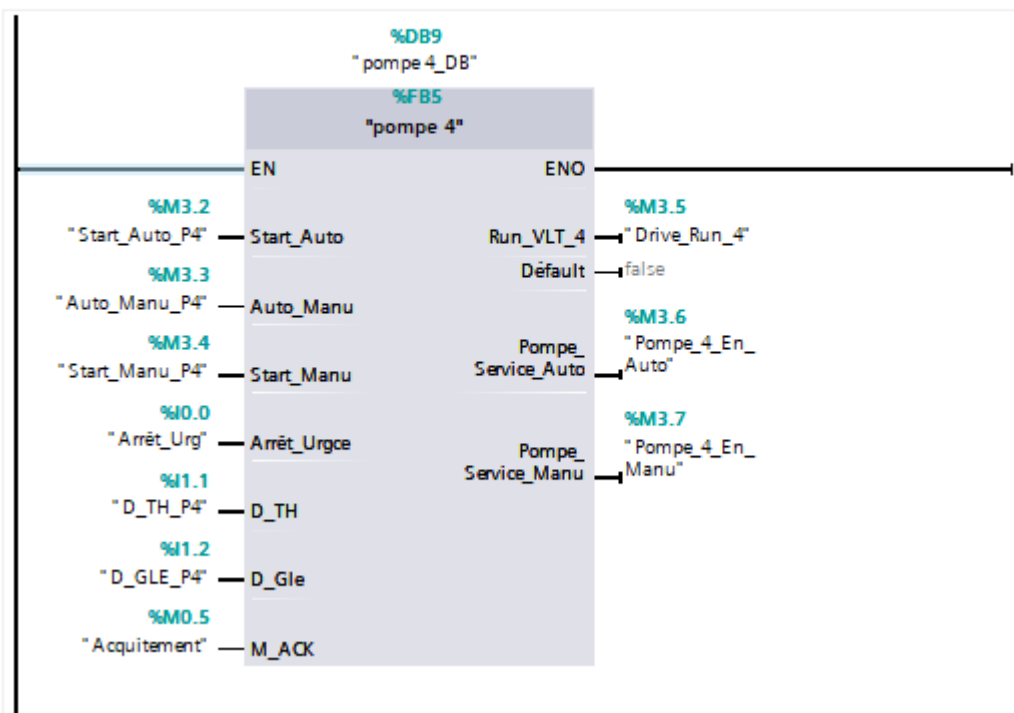 %DB9
"pompe 4_DB"
%FB5
"pompe 4"
EN ENO
%M3.2
"Start_Auto_P4" Start_Auto
%M3.5
Run_VLT_4 "Drive_Run_4"
Défault false
%M3.3
"Auto_Manu_P4" Auto_Manu
%M3.6
Pompe_ "Pompe_4_En_
Service_Auto Auto"
%M3.4
"Start_Manu_P4" Start_Manu
%I0.0
"Arrêt_Urg" Arrêt_Urgce
%M3.7
Pompe_ "Pompe_4_En_
Service_Manu Manu"
%I1.1
"D_TH_P4" D_TH
%I1.2
"D_GLE_P4" D_Gle
%M0.5
"Acquitement" M_ACK